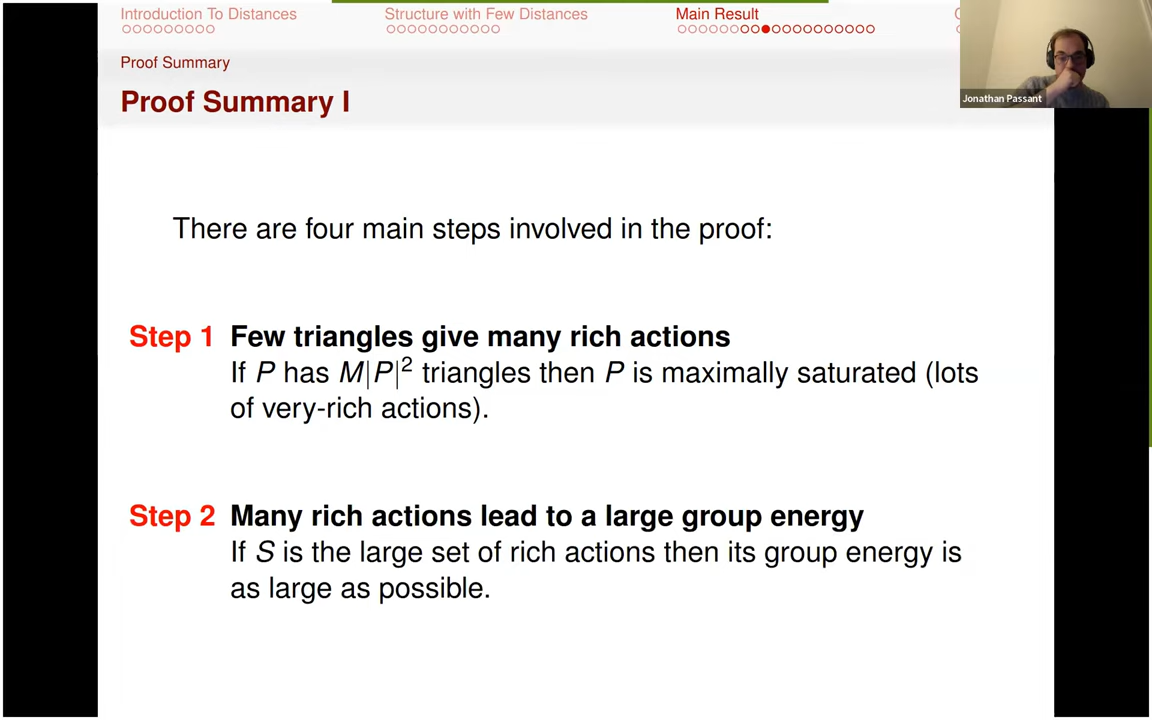 Introduction To Distances
Structure with Few Distances
Main Result
Proof Summary
Proof Summary I
Jonathan Passant
There are four main steps involved in the proof:
Step 1 Few triangles give many rich actions
If P has M|P|² triangles then P is maximally saturated (lots
of very-rich actions).
Step 2 Many rich actions lead to a large group energy
If S is the large set of rich actions then its group energy is
as large as possible.